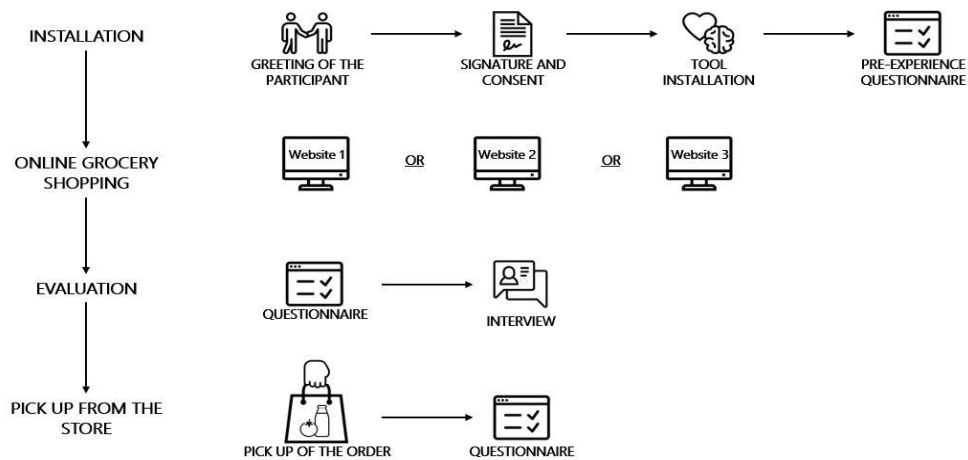 INSTALLATION
GREETING OF THE
PARTICIPANT
SIGNATURE AND
CONSENT
TOOL
INSTALLATION
PRE-EXPERIENCE
QUESTIONNAIRE
ONLINE GROCERY
SHOPPING
Website 1
OR
Website 2
OR
Website 3
EVALUATION
QUESTIONNAIRE
INTERVIEW
PICK UP FROM THE
STORE
PICK UP OF THE ORDER
QUESTIONNAIRE